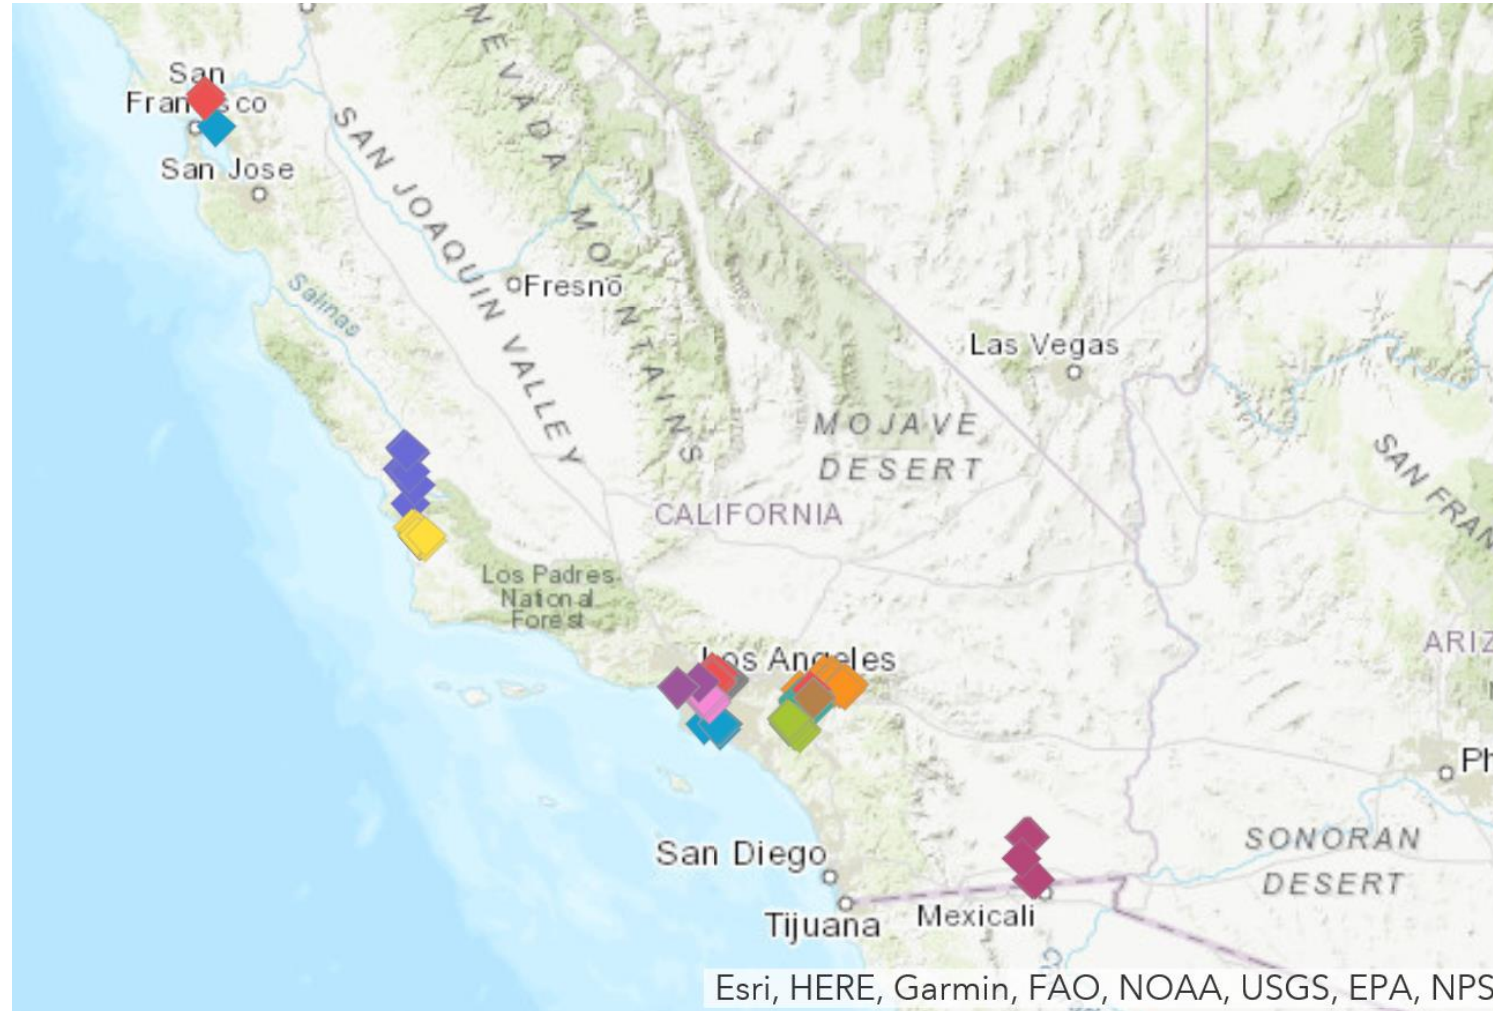 San
Francisco
San Jose
NEVADA MOUNTAINS
SAN JOAQUIN VALLEY
Salinas
Fresno
Las Vegas
MOJAVE
DESERT
SAN FRAN
CALIFORNIA
Los Padres
National
Forest
ARIZ
Los Angeles
Ph
San Diego
SONORAN
DESERT
Tijuana
Mexicali
Esri, HERE, Garmin, FAO, NOAA, USGS, EPA, NPS